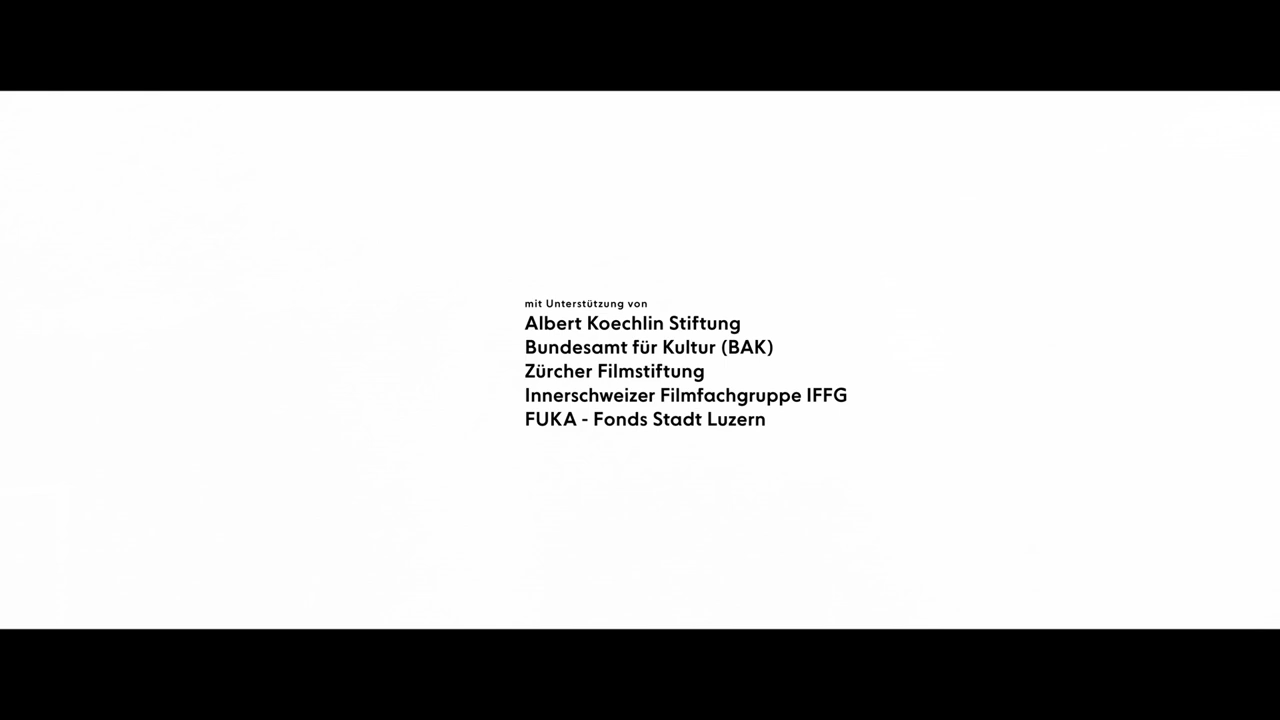 mit Unterstützung von
Albert Koechlin Stiftung
Bundesamt für Kultur (BAK)
Zürcher Filmstiftung
Innerschweizer Filmfachgruppe IFFG
FUKA - Fonds Stadt Luzern